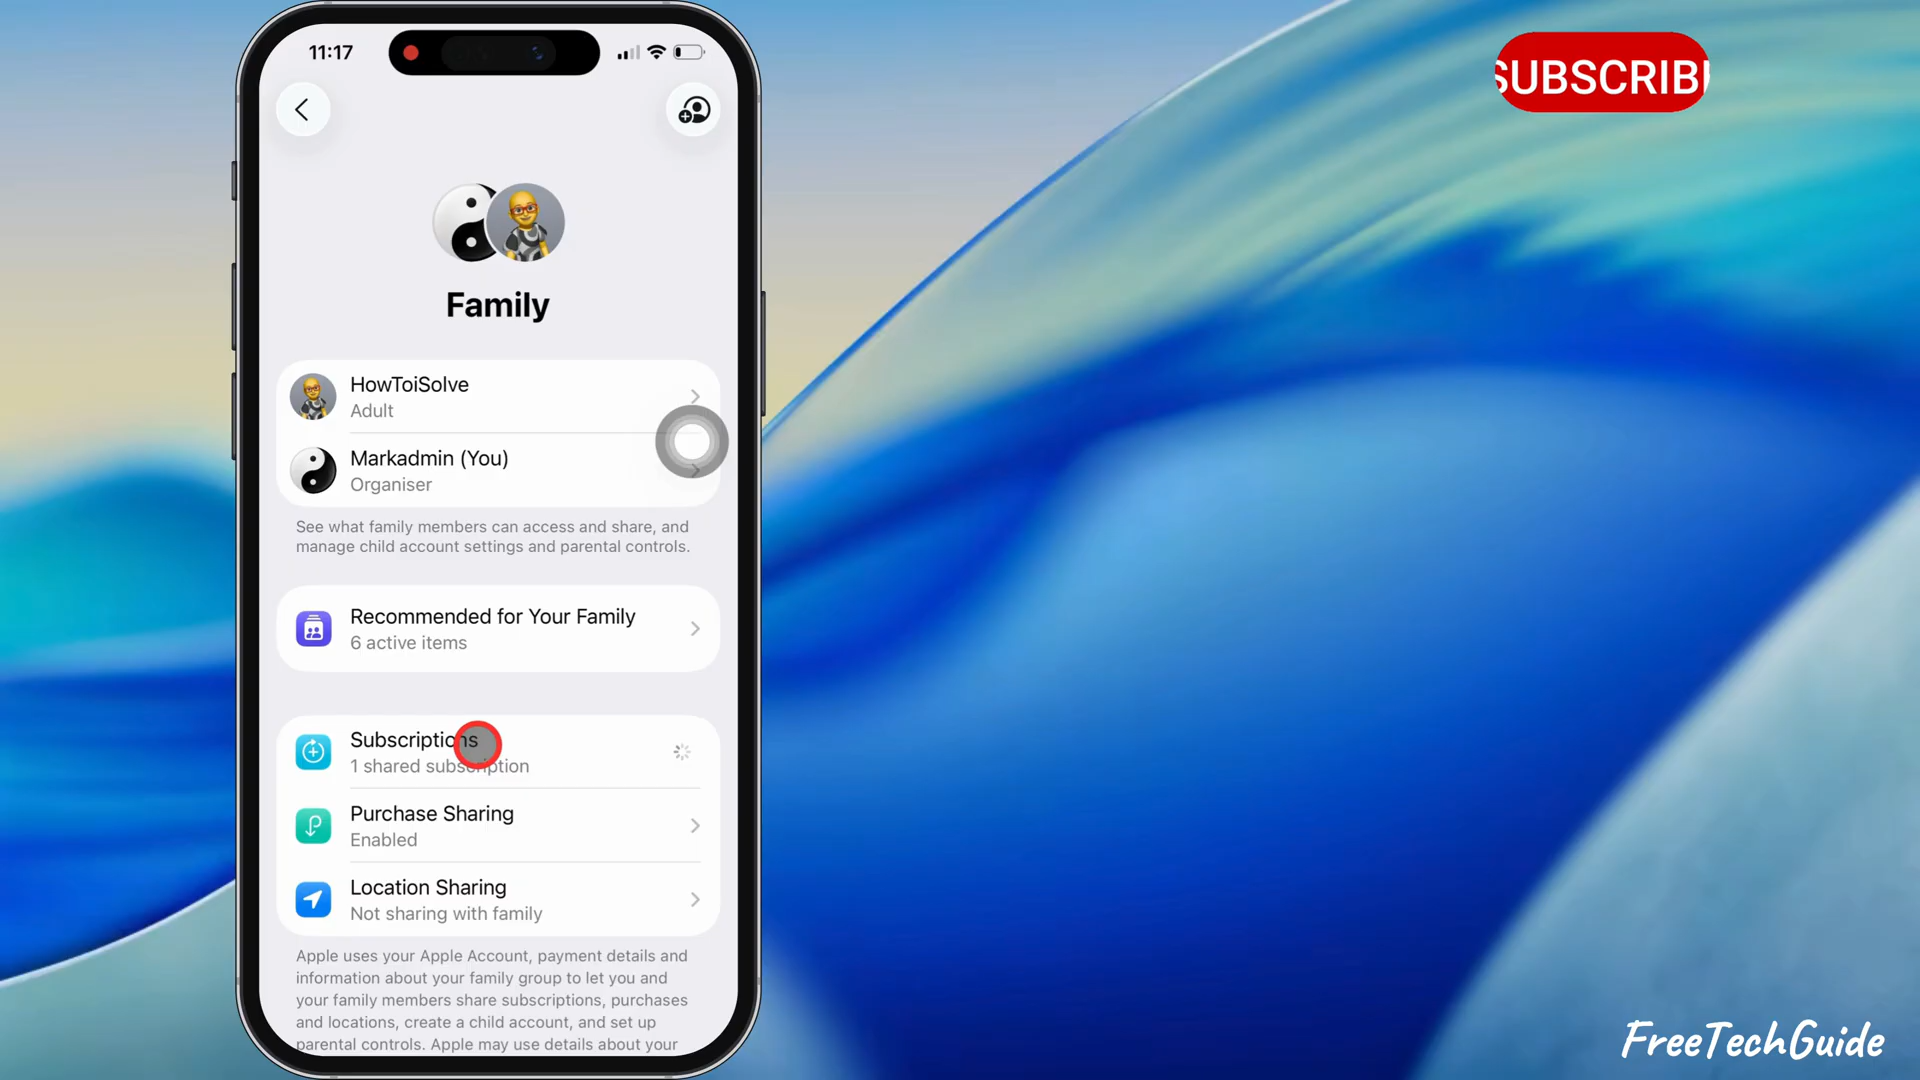 11:17
SUBSCRIBE
Family
HowToiSolve
Adult
Markadmin (You)
Organiser
See what family members can access and share, and
manage child account settings and parental controls.
Recommended for Your Family
6 active items
Subscriptions
1 shared subscription
Purchase Sharing
Enabled
Location Sharing
Not sharing with family
Apple uses your Apple Account, payment details and
information about your family group to let you and
your family members share subscriptions, purchases
and locations, create a child account, and set up
parental controls. Apple may use details about your
FreeTechGuide